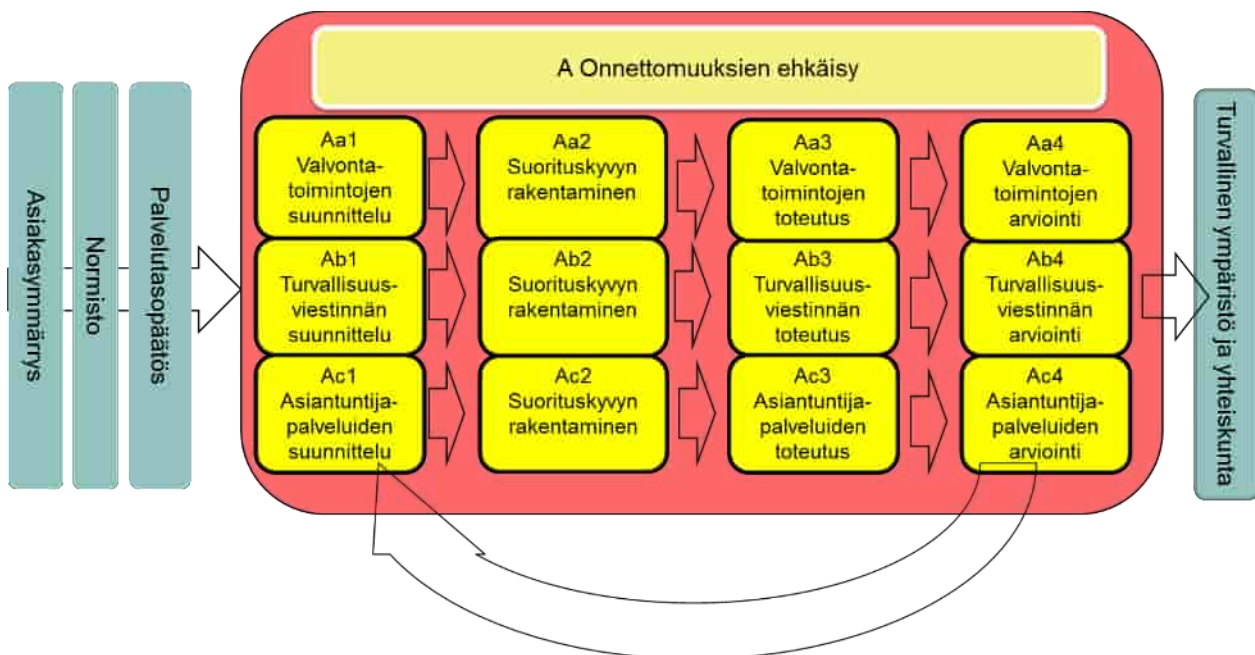 A Onnettomuuksien ehkäisy
Asiakasymmärrys
Normisto
Palvelutasopäätös
Aa1
Valvonta-
toimintojen
suunnittelu
Aa2
Suorituskyvyn
rakentaminen
Aa3
Valvonta-
toimintojen
toteutus
Aa4
Valvonta-
toimintojen
arviointi
Ab1
Turvallisuus-
viestinnän
suunnittelu
Ab2
Suorituskyvyn
rakentaminen
Ab3
Turvallisuus-
viestinnän
toteutus
Ab4
Turvallisuus-
viestinnän
arviointi
Ac1
Asiantuntija-
palveluiden
suunnittelu
Ac2
Suorituskyvyn
rakentaminen
Ac3
Asiantuntija-
palveluiden
toteutus
Ac4
Asiantuntija-
palveluiden
arviointi
Turvallinen ympäristö ja yhteiskunta